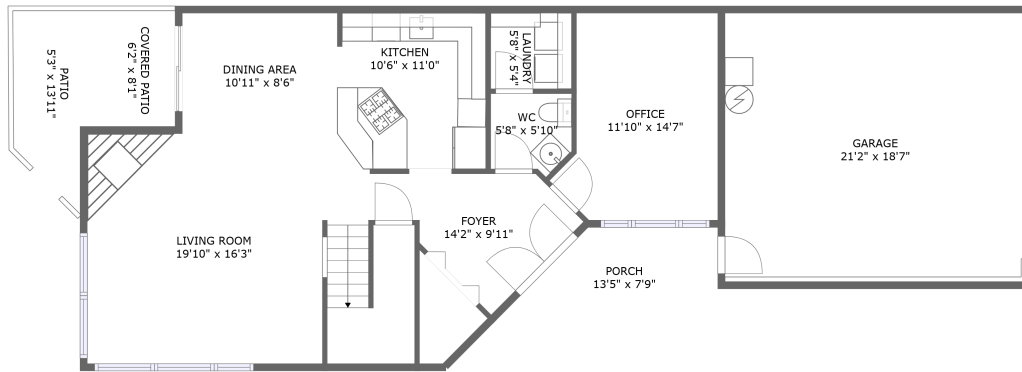 PATIO
5'3" x 13'11"
COVERED PATIO
6'2" x 8'1"
DINING AREA
10'11" x 8'6"
KITCHEN
10'6" x 11'0"
LAUNDRY
5'8" x 5'4"
WC
5'8" x 5'10"
OFFICE
11'10" x 14'7"
GARAGE
21'2" x 18'7"
LIVING ROOM
19'10" x 16'3"
FOYER
14'2" x 9'11"
PORCH
13'5" x 7'9"